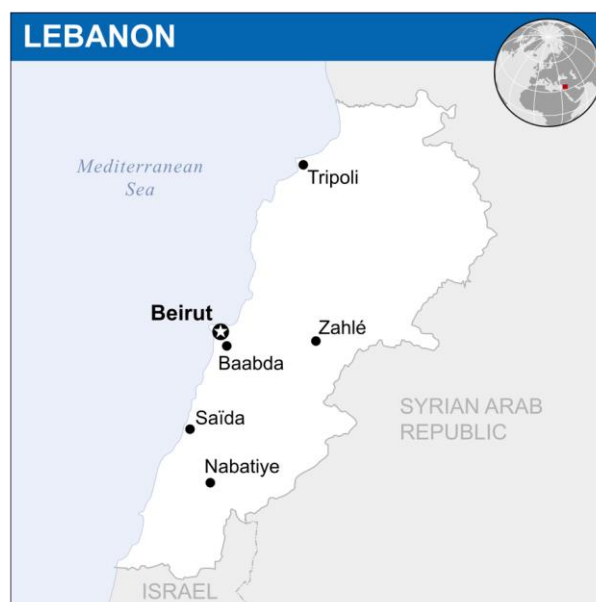 LEBANON
Mediterranean
Sea
Tripoli
Beirut
Zahlé
Baabda
Saïda
SYRIAN ARAB
REPUBLIC
Nabatiye
ISRAEL